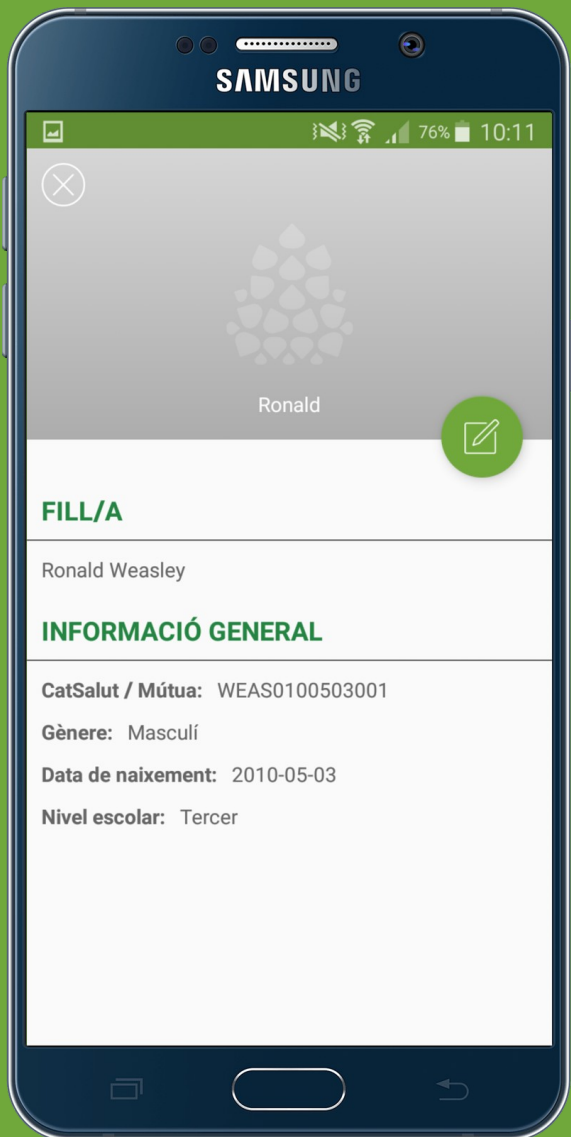 SAMSUNG
76% 10:11
Ronald
FILL/A
Ronald Weasley
INFORMACIÓ GENERAL
CatSalut / Mútua: WEAS0100503001
Gènere: Masculí
Data de naixement: 2010-05-03
Nivel escolar: Tercer